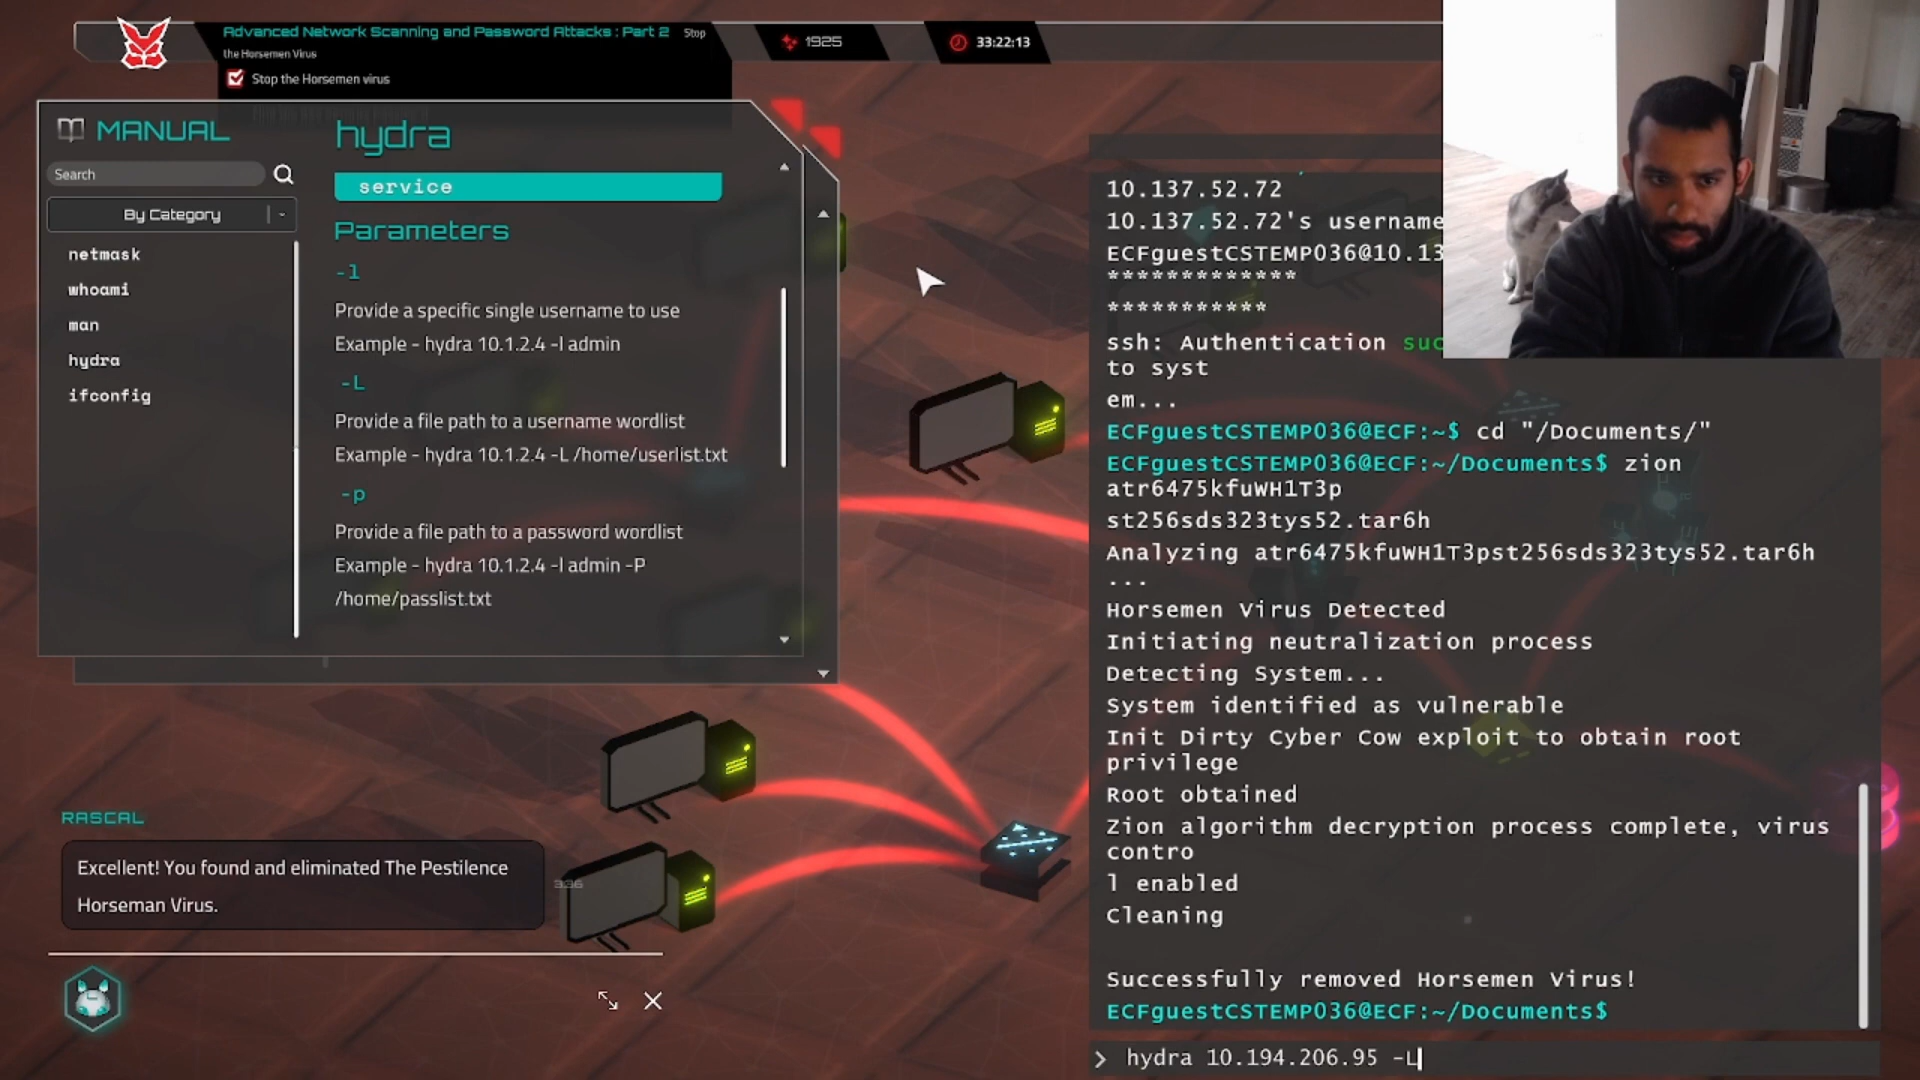 Advanced Network Scanning and Password Attacks : Part 2 Stop
the Horsemen Virus
Stop the Horsemen virus
1925
33:22:13
MANUAL
Search
By Category
netmask
whoami
man
hydra
ifconfig
hydra
service
Parameters
-l
Provide a specific single username to use
Example - hydra 10.1.2.4 -l admin
-L
Provide a file path to a username wordlist
Example - hydra 10.1.2.4 -L /home/userlist.txt
-p
Provide a file path to a password wordlist
Example - hydra 10.1.2.4 -l admin -P
/home/passlist.txt
RASCAL
Excellent! You found and eliminated The Pestilence
Horseman Virus.
336
10.137.52.72
10.137.52.72's username
ECFguestCSTEMP036@10.13
*************
***********
ssh: Authentication suc
to syst
em...
ECFguestCSTEMP036@ECF:~$ cd "/Documents/"
ECFguestCSTEMP036@ECF:~/Documents$ zion
atr6475kfuWH1T3p
st256sds323tys52.tar6h
Analyzing atr6475kfuWH1T3pst256sds323tys52.tar6h
...
Horsemen Virus Detected
Initiating neutralization process
Detecting System...
System identified as vulnerable
Init Dirty Cyber Cow exploit to obtain root
privilege
Root obtained
Zion algorithm decryption process complete, virus
contro
l enabled
Cleaning
Successfully removed Horsemen Virus!
ECFguestCSTEMP036@ECF:~/Documents$
> hydra 10.194.206.95 -L